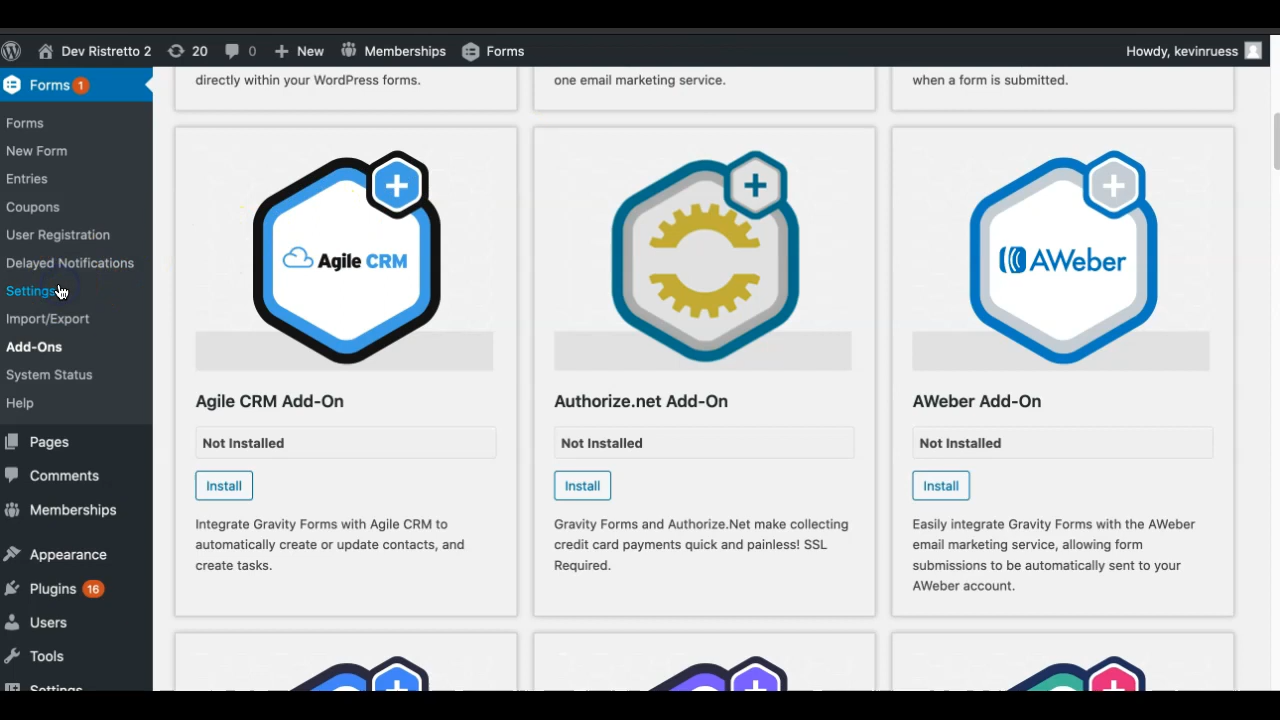 Dev Ristretto 2
20
0
New
Memberships
Forms
Howdy, kevinruess
Forms 1
Forms
New Form
Entries
Coupons
User Registration
Delayed Notifications
Settings
Import/Export
Add-Ons
System Status
Help
Pages
Comments
Memberships
Appearance
Plugins 16
Users
Tools
Settings
directly within your WordPress forms.
one email marketing service.
when a form is submitted.
Agile CRM
Agile CRM Add-On
Not Installed
Install
Integrate Gravity Forms with Agile CRM to
automatically create or update contacts, and
create tasks.
Authorize.net Add-On
Not Installed
Install
Gravity Forms and Authorize.Net make collecting
credit card payments quick and painless! SSL
Required.
AWeber
AWeber Add-On
Not Installed
Install
Easily integrate Gravity Forms with the AWeber
email marketing service, allowing form
submissions to be automatically sent to your
AWeber account.